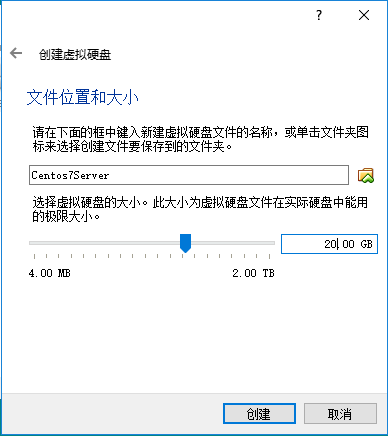 ?
创建虚拟硬盘
文件位置和大小
请在下面的框中键入新建虚拟硬盘文件的名称，或单击文件夹图
标来选择创建文件要保存到的文件夹。
Centos7Server
选择虚拟硬盘的大小。此大小为虚拟硬盘文件在实际硬盘中能用
的极限大小。
20.00 GB
4.00 MB 2.00 TB
创建 取消